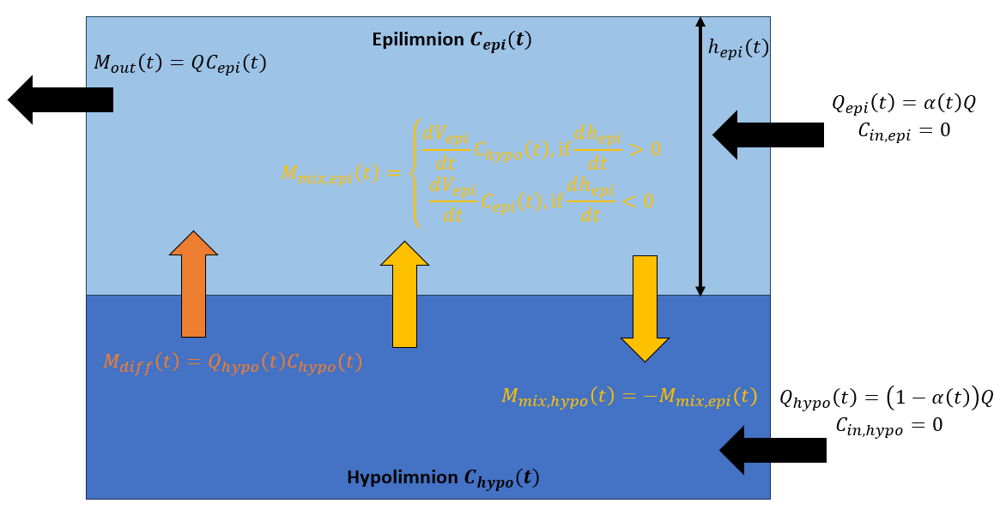 Epilimnion C_epi(t)
h_epi(t)
M_out(t) = QC_epi(t)
Q_epi(t) = α(t)Q
C_in,epi = 0
M_mix,epi(t) = { dV_epi/dt C_hypo(t), if dh_epi/dt > 0
dV_epi/dt C_epi(t), if dh_epi/dt < 0
M_diff(t) = Q_hypo(t)C_hypo(t)
M_mix,hypo(t) = −M_mix,epi(t)
Q_hypo(t) = (1 − α(t))Q
C_in,hypo = 0
Hypolimnion C_hypo(t)